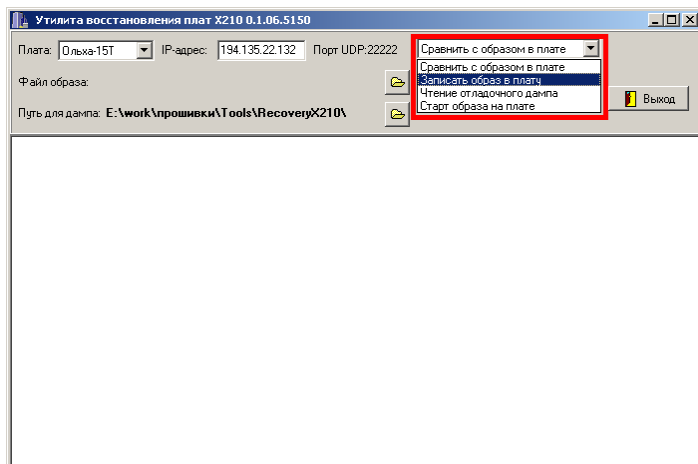 Утилита восстановления плат X210 0.1.06.5150
Плата: Ольха-15Т IP-адрес: 194.135.22.132 Порт UDP:22222 Сравнить с образом в плате
Сравнить с образом в плате
Файл образа: Записать образ в плату
Чтение отладочного дампа
Выход
Путь для дампа: E:\work\прошивки\Tools\RecoveryX210\ Старт образа на плате